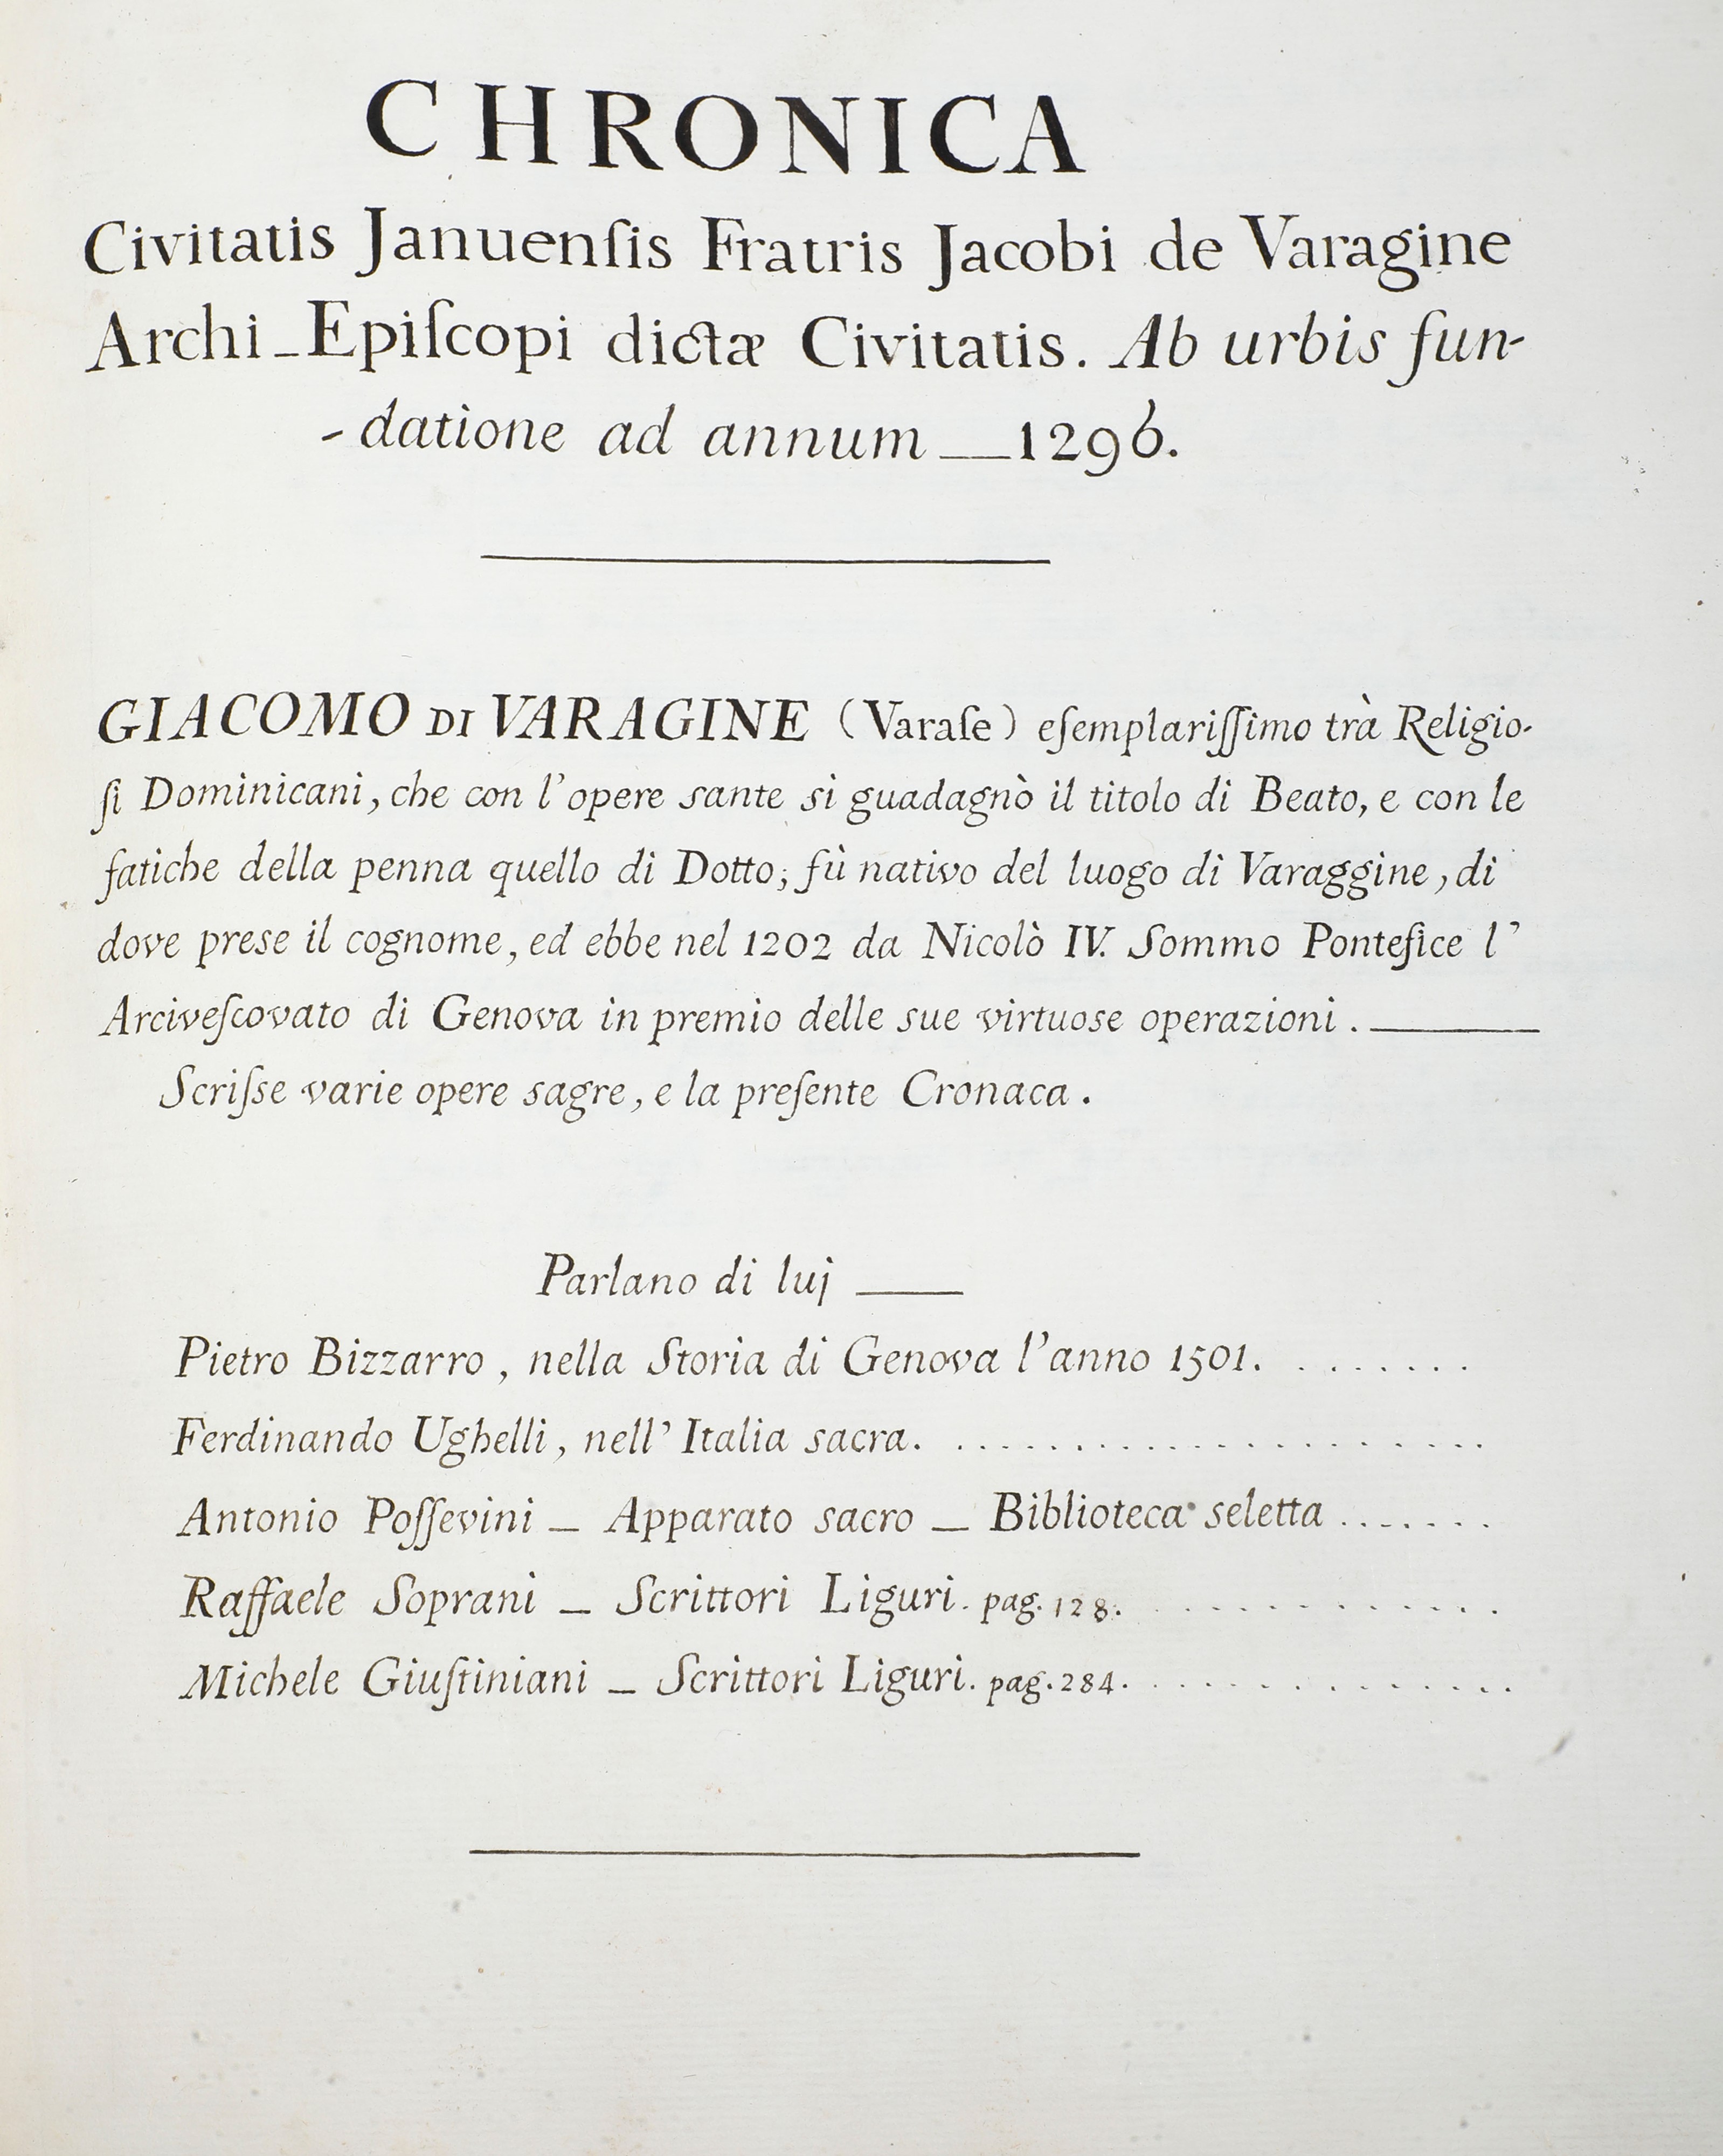 CHRONICA
Civitatis Januenſis Fratris Jacobi de Varagine
Archi_Epiſcopi dictæ Civitatis. Ab urbis fun-
-datione ad annum __1296.
GIACOMO DI VARAGINE (Varaſe) eſemplariſſimo trà Religio-
ſi Dominicani, che con l'opere sante si guadagnò il titolo di Beato, e con le
fatiche della penna quello di Dotto; fù nativo del luogo di Varaggine, di
dove prese il cognome, ed ebbe nel 1202 da Nicolò IV. Sommo Pontefice l'
Arciveſcovato di Genova in premio delle sue virtuose operazioni. ____
Scriſse varie opere sagre, e la preſente Cronaca.
Parlano di luj ___
Pietro Bizzarro, nella Storia di Genova l'anno 1501. . . . . . . .
Ferdinando Ughelli, nell' Italia sacra. . . . . . . . . . . . . . . . . . . . . . .
Antonio Poſſevini _ Apparato sacro _ Biblioteca seletta . . . . . . .
Raffaele Soprani _ Scrittori Liguri. pag. 128. . . . . . . . . . . . .
Michele Giuſtiniani _ Scrittori Liguri. pag. 284. . . . . . . . . . . . . . .